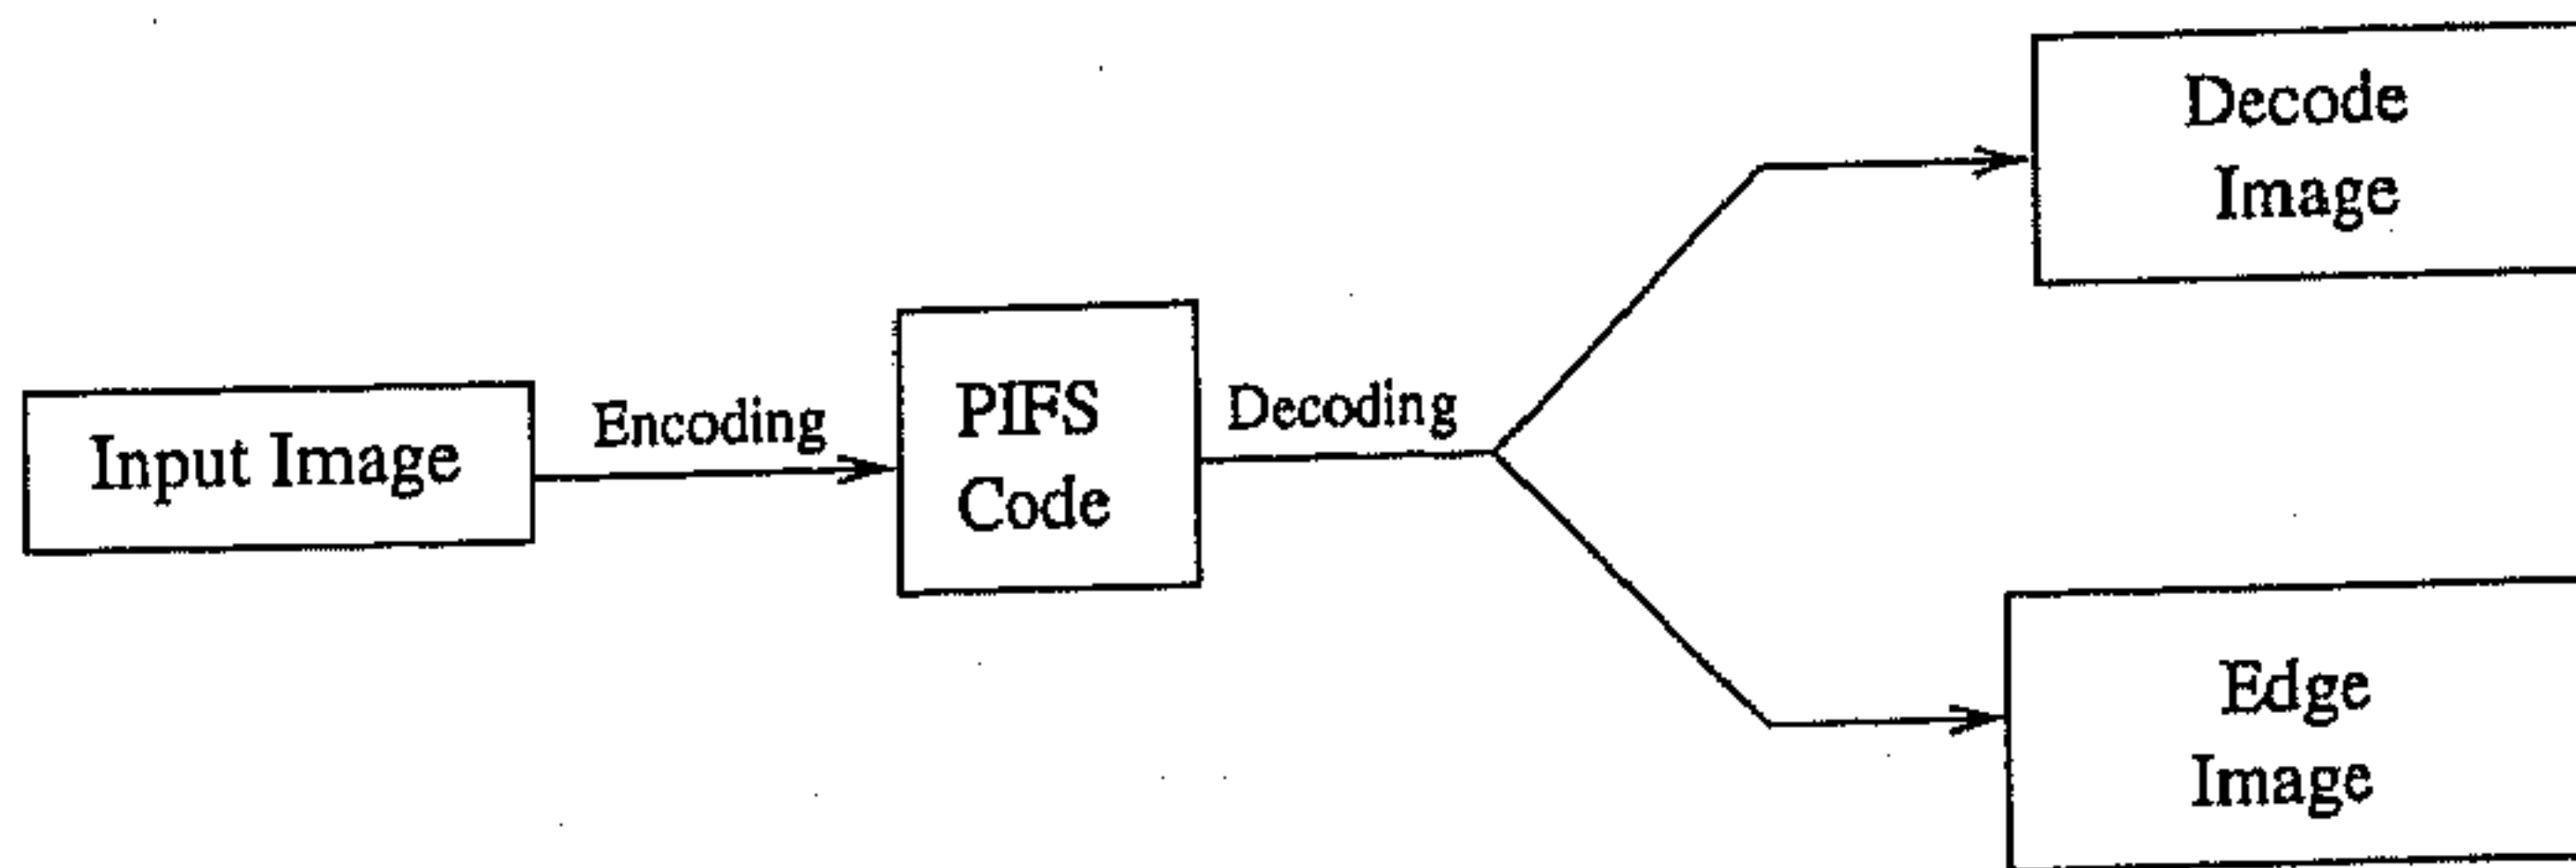 Input Image
Encoding
PIFS
Code
Decoding
Decode
Image
Edge
Image